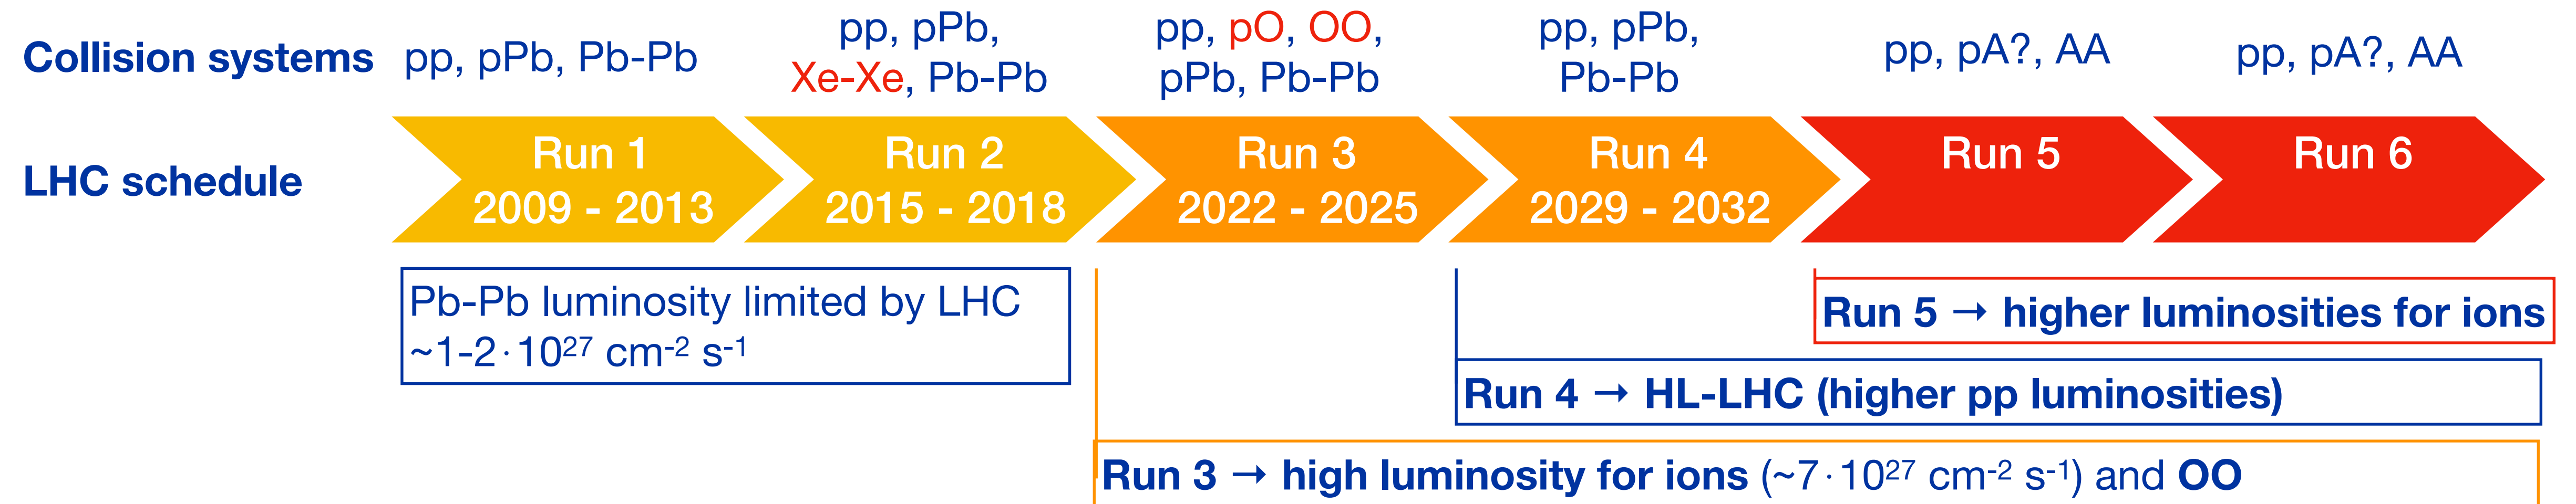 Collision systems
pp, pPb, Pb-Pb
pp, pPb,
Xe-Xe, Pb-Pb
pp, pO, OO,
pPb, Pb-Pb
pp, pPb,
Pb-Pb
pp, pA?, AA
pp, pA?, AA
LHC schedule
Run 1
2009 - 2013
Run 2
2015 - 2018
Run 3
2022 - 2025
Run 4
2029 - 2032
Run 5
Run 6
Pb-Pb luminosity limited by LHC
~1-2·10²⁷ cm⁻² s⁻¹
Run 5 → higher luminosities for ions
Run 4 → HL-LHC (higher pp luminosities)
Run 3 → high luminosity for ions (~7·10²⁷ cm⁻² s⁻¹) and OO